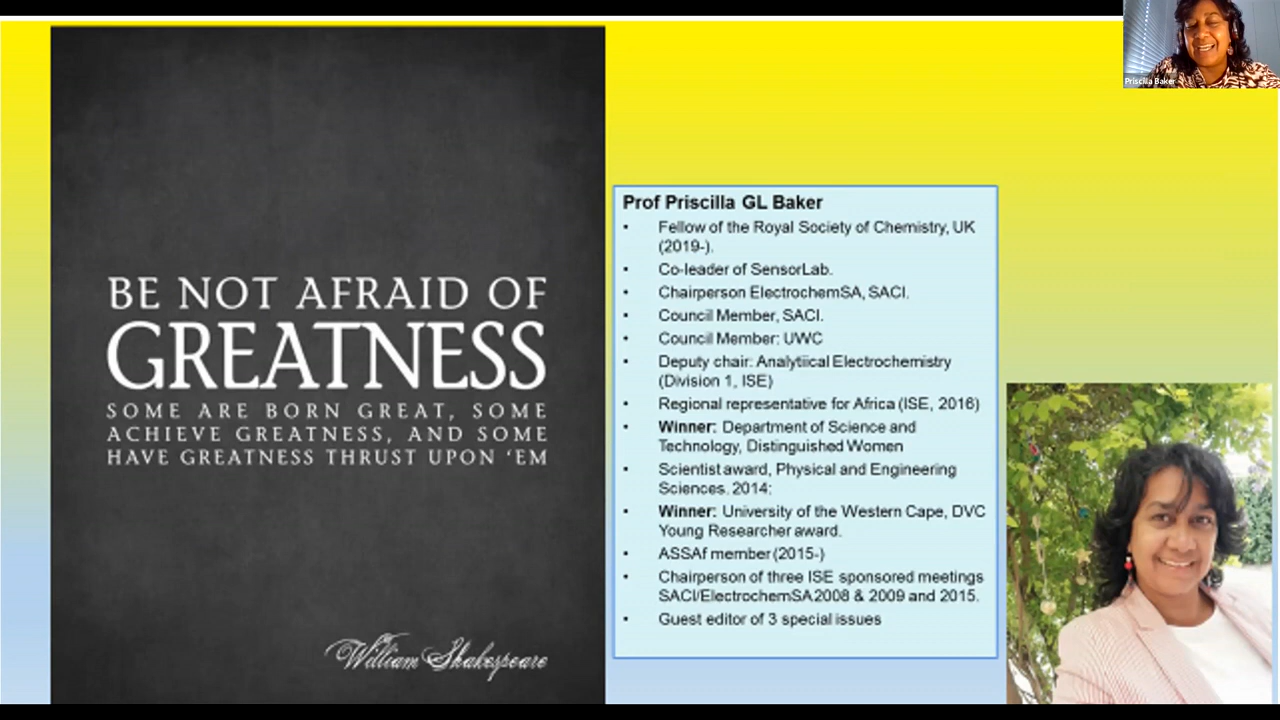 BE NOT AFRAID OF
GREATNESS
SOME ARE BORN GREAT, SOME
ACHIEVE GREATNESS, AND SOME
HAVE GREATNESS THRUST UPON ‘EM
William Shakespeare
Prof Priscilla GL Baker
• Fellow of the Royal Society of Chemistry, UK
(2019-).
• Co-leader of SensorLab.
• Chairperson ElectrochemSA, SACI.
• Council Member, SACI.
• Council Member: UWC
• Deputy chair: Analytiical Electrochemistry
(Division 1, ISE)
• Regional representative for Africa (ISE, 2016)
• Winner: Department of Science and
Technology, Distinguished Women
• Scientist award, Physical and Engineering
Sciences. 2014:
• Winner: University of the Western Cape, DVC
Young Researcher award.
• ASSAf member (2015-)
• Chairperson of three ISE sponsored meetings
SACI/ElectrochemSA2008 & 2009 and 2015.
• Guest editor of 3 special issues
Priscilla Baker